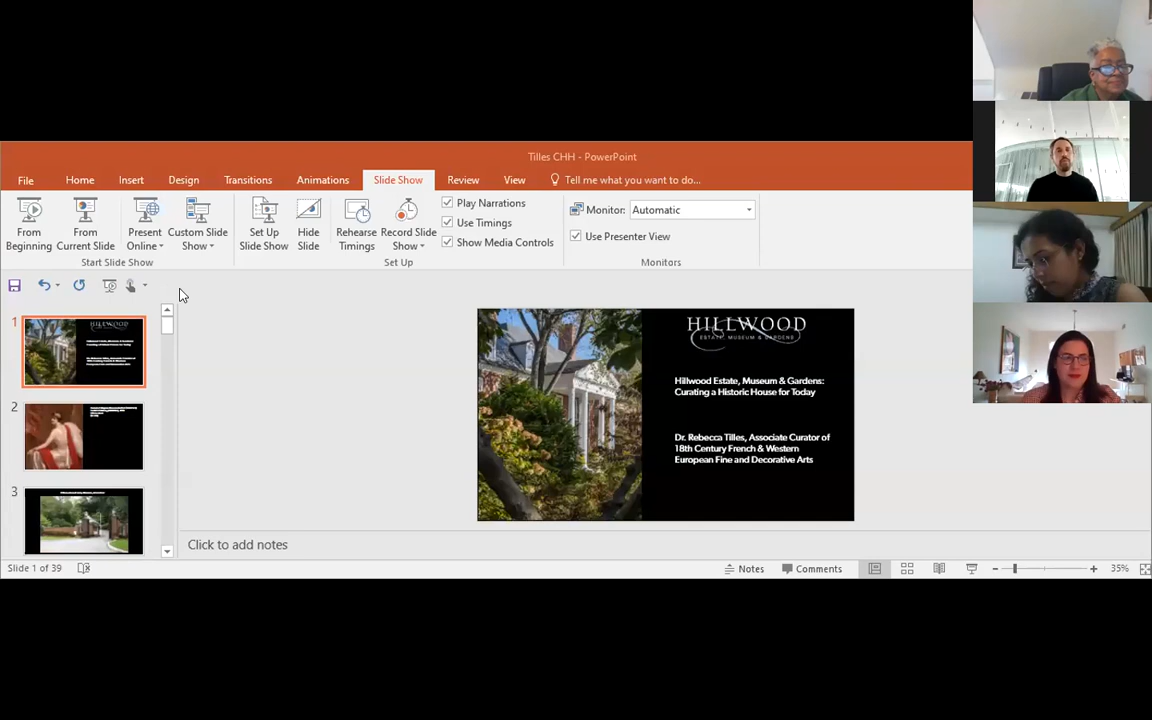 Tilles CHH - PowerPoint
File Home Insert Design Transitions Animations Slide Show Review View Tell me what you want to do...
From Beginning
From Current Slide
Present Online
Custom Slide Show
Set Up Slide Show
Hide Slide
Rehearse Timings
Record Slide Show
Play Narrations
Use Timings
Show Media Controls
Monitor: Automatic
Use Presenter View
Start Slide Show
Set Up
Monitors
1
HILLWOOD
2
3
HILLWOOD
ESTATE, MUSEUM & GARDENS
Hillwood Estate, Museum & Gardens:
Curating a Historic House for Today
Dr. Rebecca Tilles, Associate Curator of
18th Century French & Western
European Fine and Decorative Arts
Click to add notes
Slide 1 of 39
Notes
Comments
35%